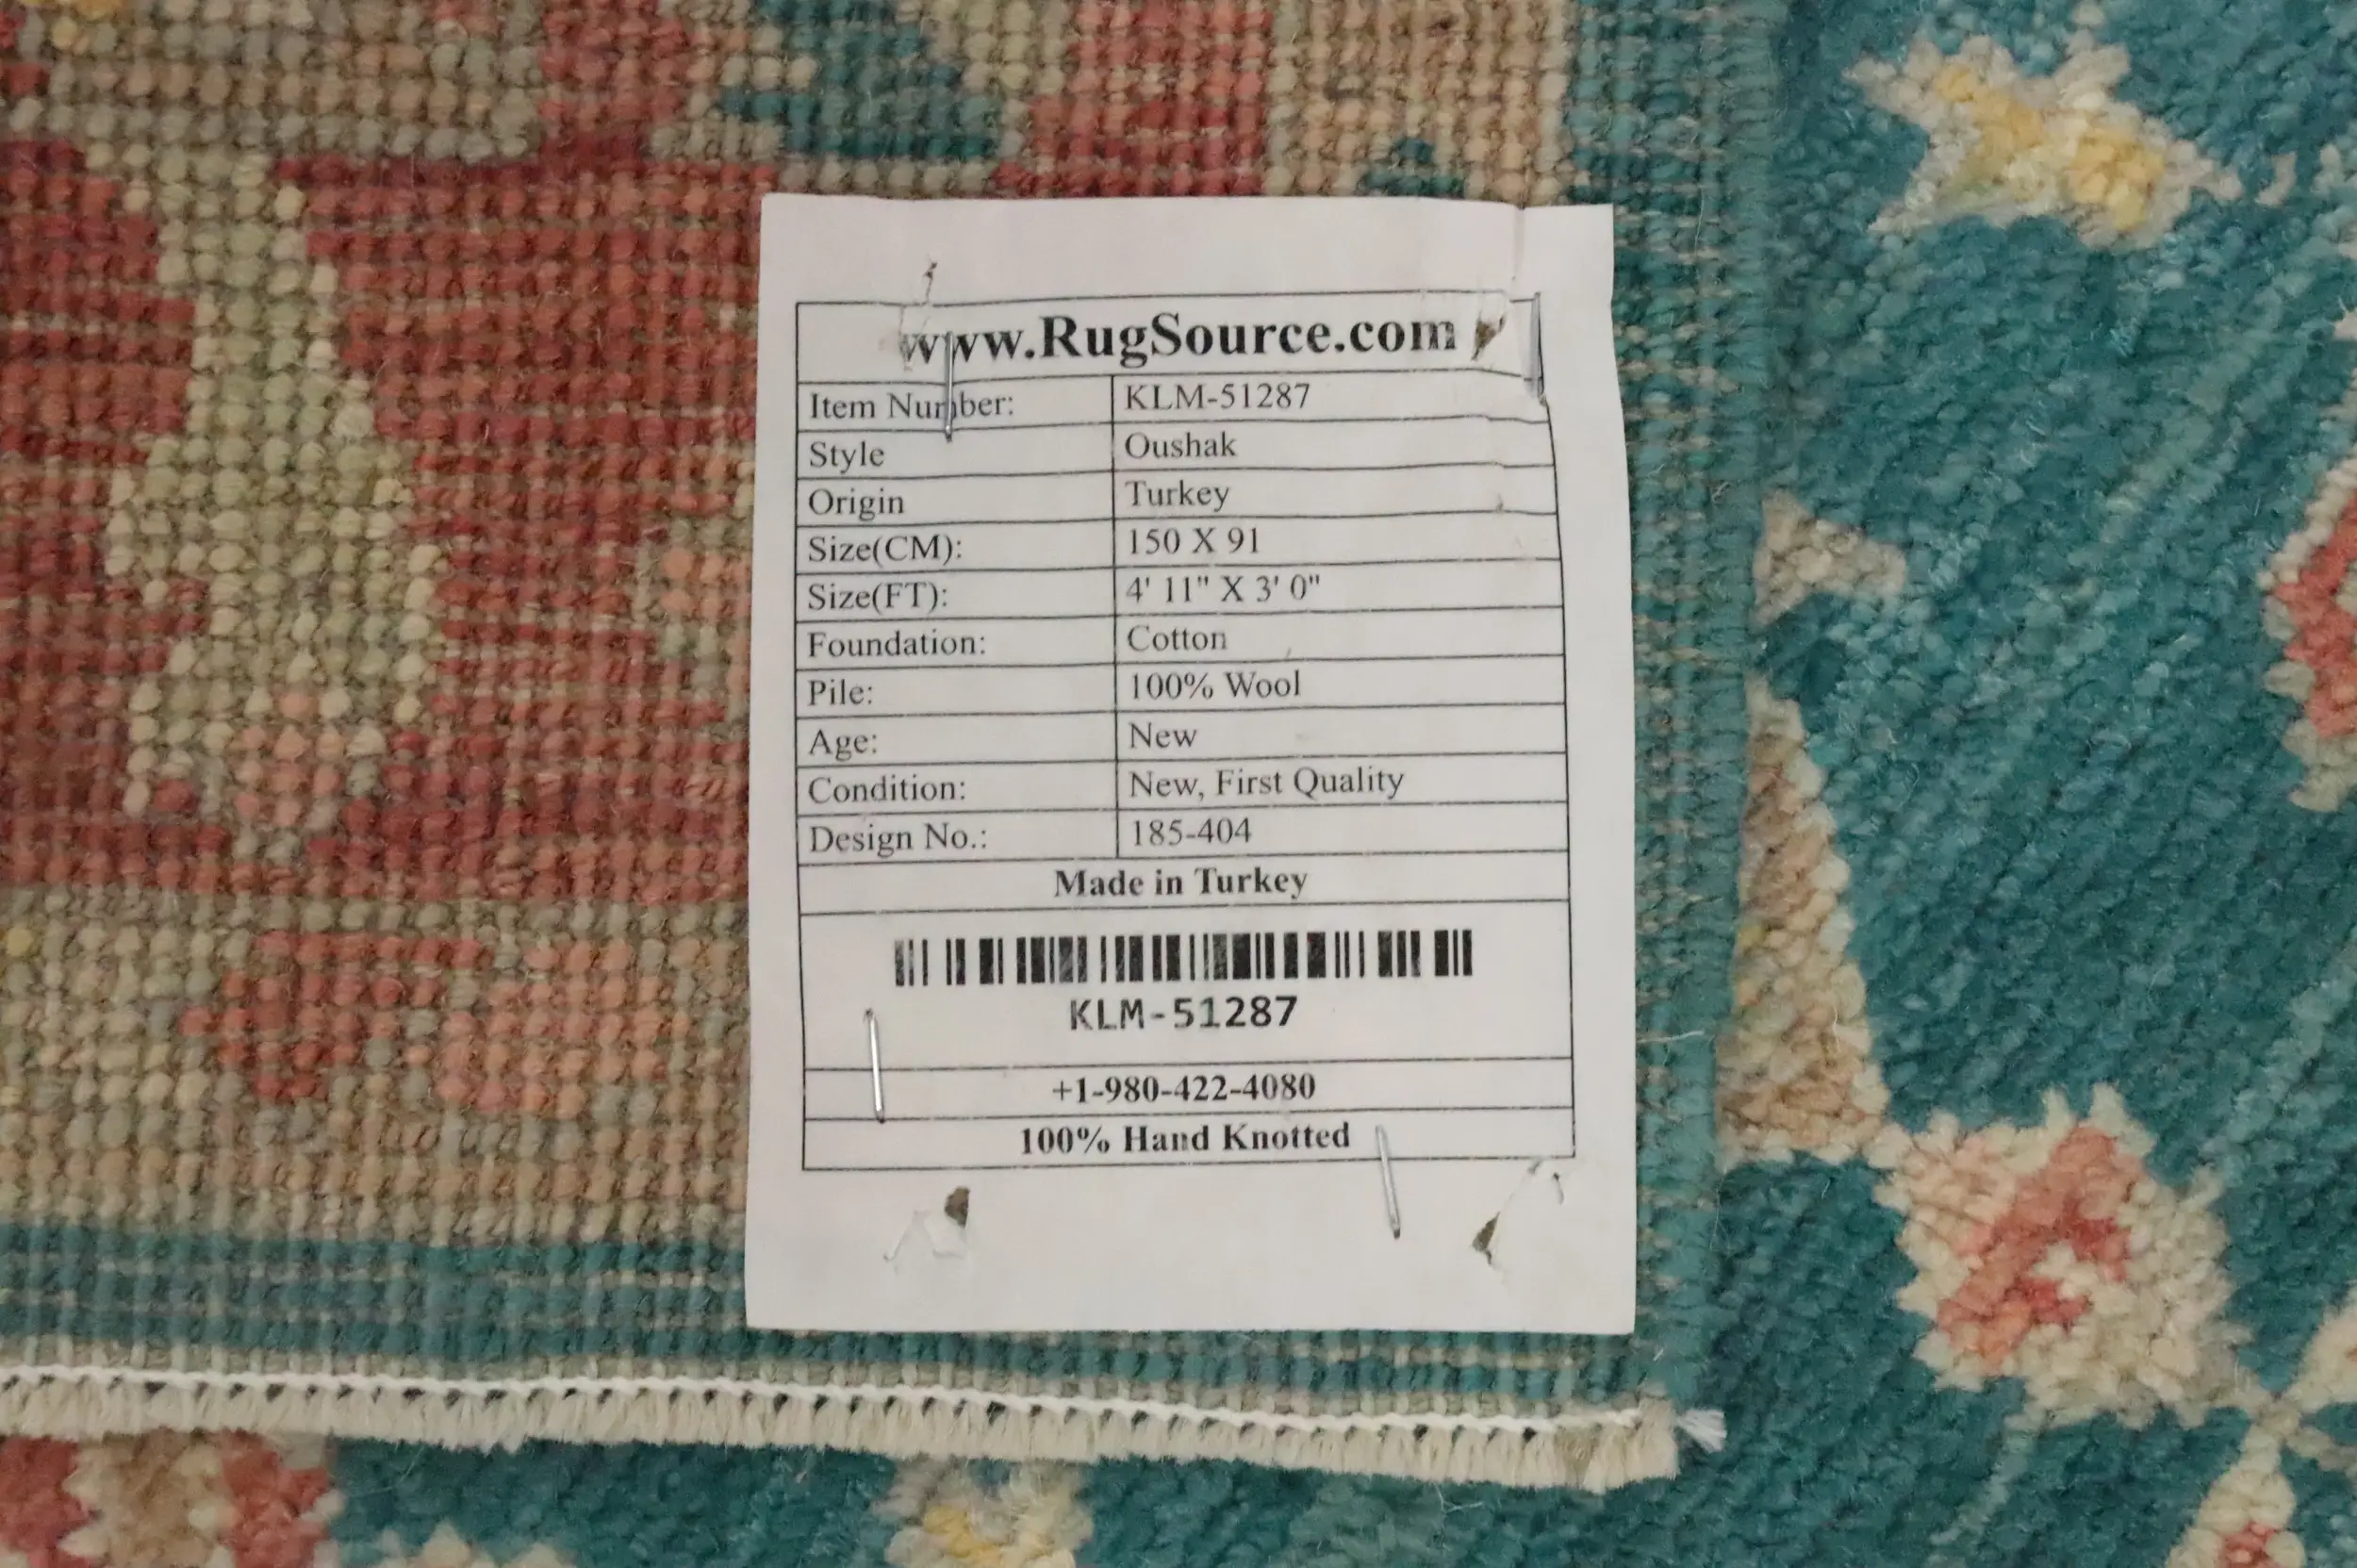 www.RugSource.com
Item Number: KLM-51287
Style Oushak
Origin Turkey
Size(CM): 150 X 91
Size(FT): 4' 11" X 3' 0"
Foundation: Cotton
Pile: 100% Wool
Age: New
Condition: New, First Quality
Design No.: 185-404
Made in Turkey
KLM-51287
+1-980-422-4080
100% Hand Knotted